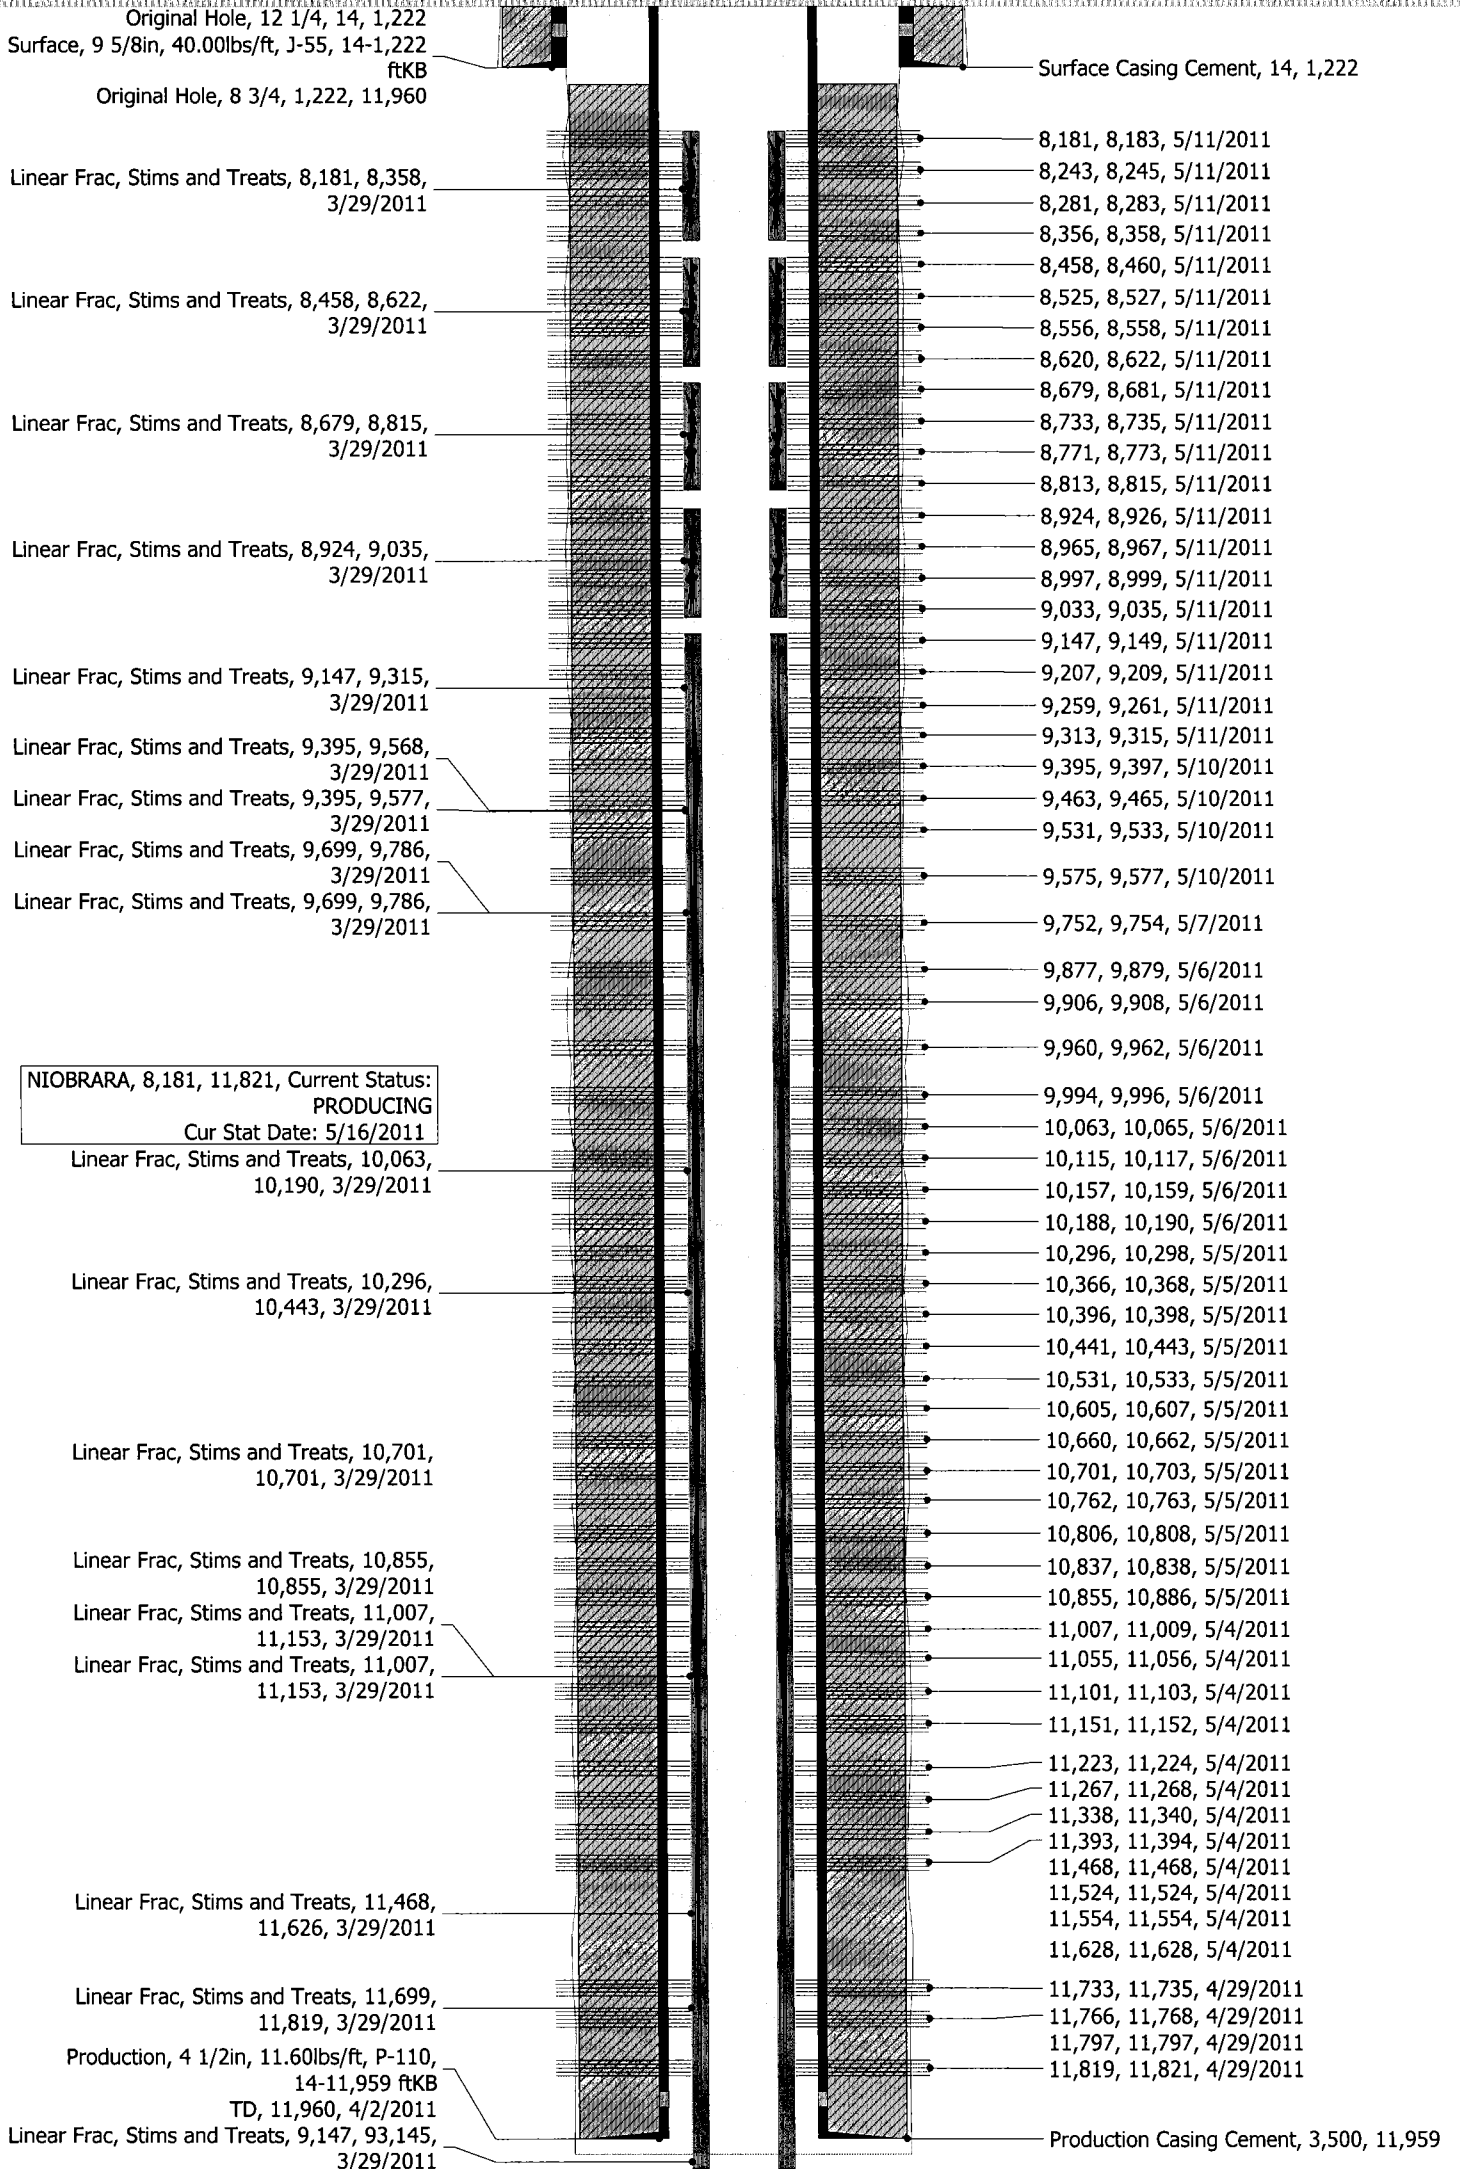 Original Hole, 12 1/4, 14, 1,222
Surface, 9 5/8in, 40.00lbs/ft, J-55, 14-1,222
ftKB
Original Hole, 8 3/4, 1,222, 11,960
Linear Frac, Stims and Treats, 8,181, 8,358,
3/29/2011
Linear Frac, Stims and Treats, 8,458, 8,622,
3/29/2011
Linear Frac, Stims and Treats, 8,679, 8,815,
3/29/2011
Linear Frac, Stims and Treats, 8,924, 9,035,
3/29/2011
Linear Frac, Stims and Treats, 9,147, 9,315,
3/29/2011
Linear Frac, Stims and Treats, 9,395, 9,568,
3/29/2011
Linear Frac, Stims and Treats, 9,395, 9,577,
3/29/2011
Linear Frac, Stims and Treats, 9,699, 9,786,
3/29/2011
Linear Frac, Stims and Treats, 9,699, 9,786,
3/29/2011
NIOBRARA, 8,181, 11,821, Current Status:
PRODUCING
Cur Stat Date: 5/16/2011
Linear Frac, Stims and Treats, 10,063,
10,190, 3/29/2011
Linear Frac, Stims and Treats, 10,296,
10,443, 3/29/2011
Linear Frac, Stims and Treats, 10,701,
10,701, 3/29/2011
Linear Frac, Stims and Treats, 10,855,
10,855, 3/29/2011
Linear Frac, Stims and Treats, 11,007,
11,153, 3/29/2011
Linear Frac, Stims and Treats, 11,007,
11,153, 3/29/2011
Linear Frac, Stims and Treats, 11,468,
11,626, 3/29/2011
Linear Frac, Stims and Treats, 11,699,
11,819, 3/29/2011
Production, 4 1/2in, 11.60lbs/ft, P-110,
14-11,959 ftKB
TD, 11,960, 4/2/2011
Linear Frac, Stims and Treats, 9,147, 93,145,
3/29/2011
Surface Casing Cement, 14, 1,222
8,181, 8,183, 5/11/2011
8,243, 8,245, 5/11/2011
8,281, 8,283, 5/11/2011
8,356, 8,358, 5/11/2011
8,458, 8,460, 5/11/2011
8,525, 8,527, 5/11/2011
8,556, 8,558, 5/11/2011
8,620, 8,622, 5/11/2011
8,679, 8,681, 5/11/2011
8,733, 8,735, 5/11/2011
8,771, 8,773, 5/11/2011
8,813, 8,815, 5/11/2011
8,924, 8,926, 5/11/2011
8,965, 8,967, 5/11/2011
8,997, 8,999, 5/11/2011
9,033, 9,035, 5/11/2011
9,147, 9,149, 5/11/2011
9,207, 9,209, 5/11/2011
9,259, 9,261, 5/11/2011
9,313, 9,315, 5/11/2011
9,395, 9,397, 5/10/2011
9,463, 9,465, 5/10/2011
9,531, 9,533, 5/10/2011
9,575, 9,577, 5/10/2011
9,752, 9,754, 5/7/2011
9,877, 9,879, 5/6/2011
9,906, 9,908, 5/6/2011
9,960, 9,962, 5/6/2011
9,994, 9,996, 5/6/2011
10,063, 10,065, 5/6/2011
10,115, 10,117, 5/6/2011
10,157, 10,159, 5/6/2011
10,188, 10,190, 5/6/2011
10,296, 10,298, 5/5/2011
10,366, 10,368, 5/5/2011
10,396, 10,398, 5/5/2011
10,441, 10,443, 5/5/2011
10,531, 10,533, 5/5/2011
10,605, 10,607, 5/5/2011
10,660, 10,662, 5/5/2011
10,701, 10,703, 5/5/2011
10,762, 10,763, 5/5/2011
10,806, 10,808, 5/5/2011
10,837, 10,838, 5/5/2011
10,855, 10,886, 5/5/2011
11,007, 11,009, 5/4/2011
11,055, 11,056, 5/4/2011
11,101, 11,103, 5/4/2011
11,151, 11,152, 5/4/2011
11,223, 11,224, 5/4/2011
11,267, 11,268, 5/4/2011
11,338, 11,340, 5/4/2011
11,393, 11,394, 5/4/2011
11,468, 11,468, 5/4/2011
11,524, 11,524, 5/4/2011
11,554, 11,554, 5/4/2011
11,628, 11,628, 5/4/2011
11,733, 11,735, 4/29/2011
11,766, 11,768, 4/29/2011
11,797, 11,797, 4/29/2011
11,819, 11,821, 4/29/2011
Production Casing Cement, 3,500, 11,959